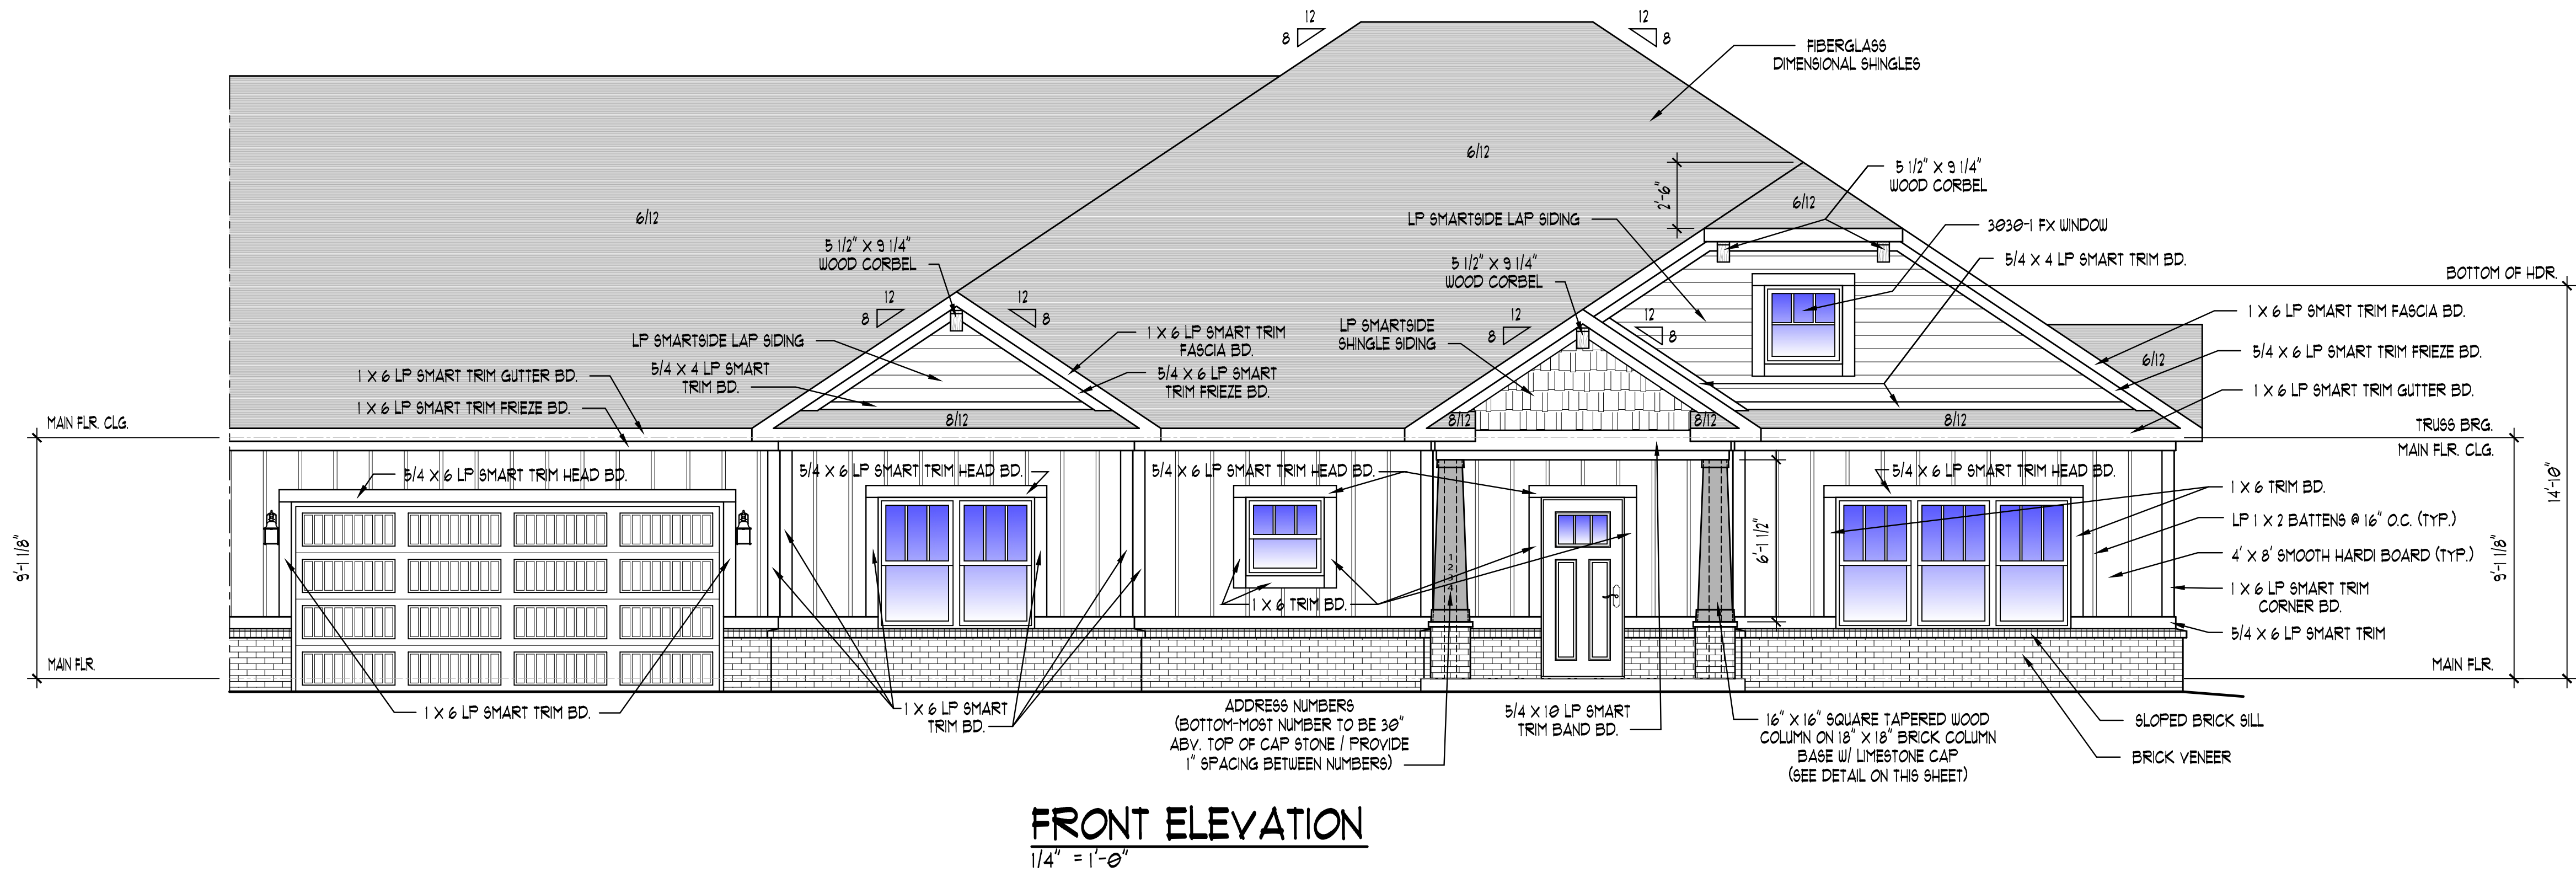 12
8
12
8
FIBERGLASS
DIMENSIONAL SHINGLES
6/12
5 1/2" X 9 1/4"
WOOD CORBEL
2'-6"
6/12
LP SMARTSIDE LAP SIDING
3030-1 FX WINDOW
6/12
5 1/2" X 9 1/4"
WOOD CORBEL
5 1/2" X 9 1/4"
WOOD CORBEL
5/4 X 4 LP SMART TRIM BD.
BOTTOM OF HDR.
12
8
12
8
12
8
12
8
1 X 6 LP SMART TRIM FASCIA BD.
LP SMARTSIDE LAP SIDING
1 X 6 LP SMART TRIM
FASCIA BD.
LP SMARTSIDE
SHINGLE SIDING
5/4 X 6 LP SMART TRIM FRIEZE BD.
6/12
5/4 X 4 LP SMART
TRIM BD.
5/4 X 6 LP SMART
TRIM FRIEZE BD.
1 X 6 LP SMART TRIM GUTTER BD.
1 X 6 LP SMART TRIM GUTTER BD.
1 X 6 LP SMART TRIM FRIEZE BD.
MAIN FLR. CLG.
8/12
8/12
8/12
8/12
TRUSS BRG.
MAIN FLR. CLG.
5/4 X 6 LP SMART TRIM HEAD BD.
5/4 X 6 LP SMART TRIM HEAD BD.
5/4 X 6 LP SMART TRIM HEAD BD.
5/4 X 6 LP SMART TRIM HEAD BD.
1 X 6 TRIM BD.
14'-10"
LP 1 X 2 BATTENS @ 16" O.C. (TYP.)
9'-1 1/8"
6'-1 1/2"
4' X 8' SMOOTH HARDI BOARD (TYP.)
9'-1 1/8"
1
2
3
4
1 X 6 LP SMART TRIM
CORNER BD.
1 X 6 TRIM BD.
5/4 X 6 LP SMART TRIM
MAIN FLR.
MAIN FLR.
1 X 6 LP SMART TRIM BD.
1 X 6 LP SMART
TRIM BD.
ADDRESS NUMBERS
(BOTTOM-MOST NUMBER TO BE 30"
ABV. TOP OF CAP STONE / PROVIDE
1" SPACING BETWEEN NUMBERS)
5/4 X 10 LP SMART
TRIM BAND BD.
16" X 16" SQUARE TAPERED WOOD
COLUMN ON 18" X 18" BRICK COLUMN
BASE W/ LIMESTONE CAP
(SEE DETAIL ON THIS SHEET)
SLOPED BRICK SILL
BRICK VENEER
FRONT ELEVATION
1/4" = 1'-0"